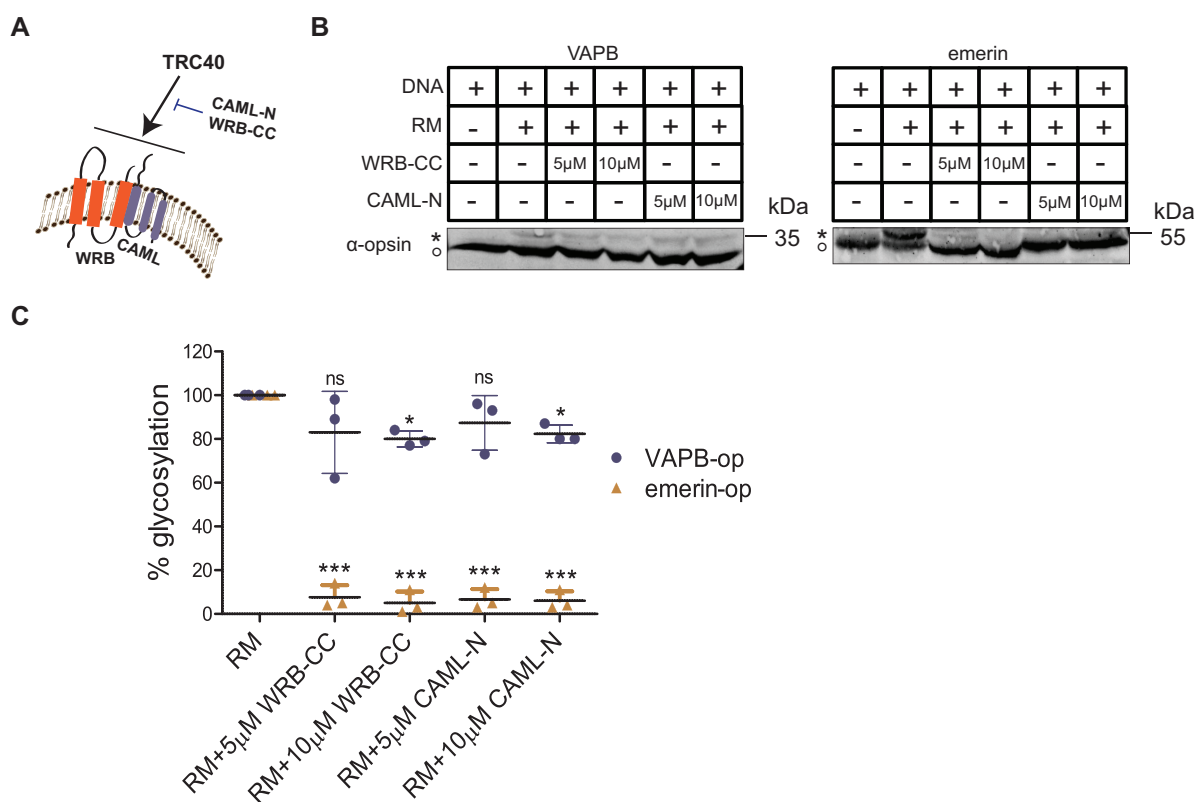 A
TRC40
CAML-N
WRB-CC
WRB
CAML
B
VAPB
DNA + + + + + +
RM - + + + + +
WRB-CC - - 5µM 10µM - -
CAML-N - - - - 5µM 10µM
kDa
α-opsin * 35
○
emerin
+ + + + + +
- + + + + +
- - 5µM 10µM - -
- - - - 5µM 10µM
kDa
* 55
○
C
% glycosylation
120
100
80
60
40
20
0
ns * ns *
*** *** *** ***
VAPB-op
emerin-op
RM
RM+5µM WRB-CC
RM+10µM WRB-CC
RM+5µM CAML-N
RM+10µM CAML-N